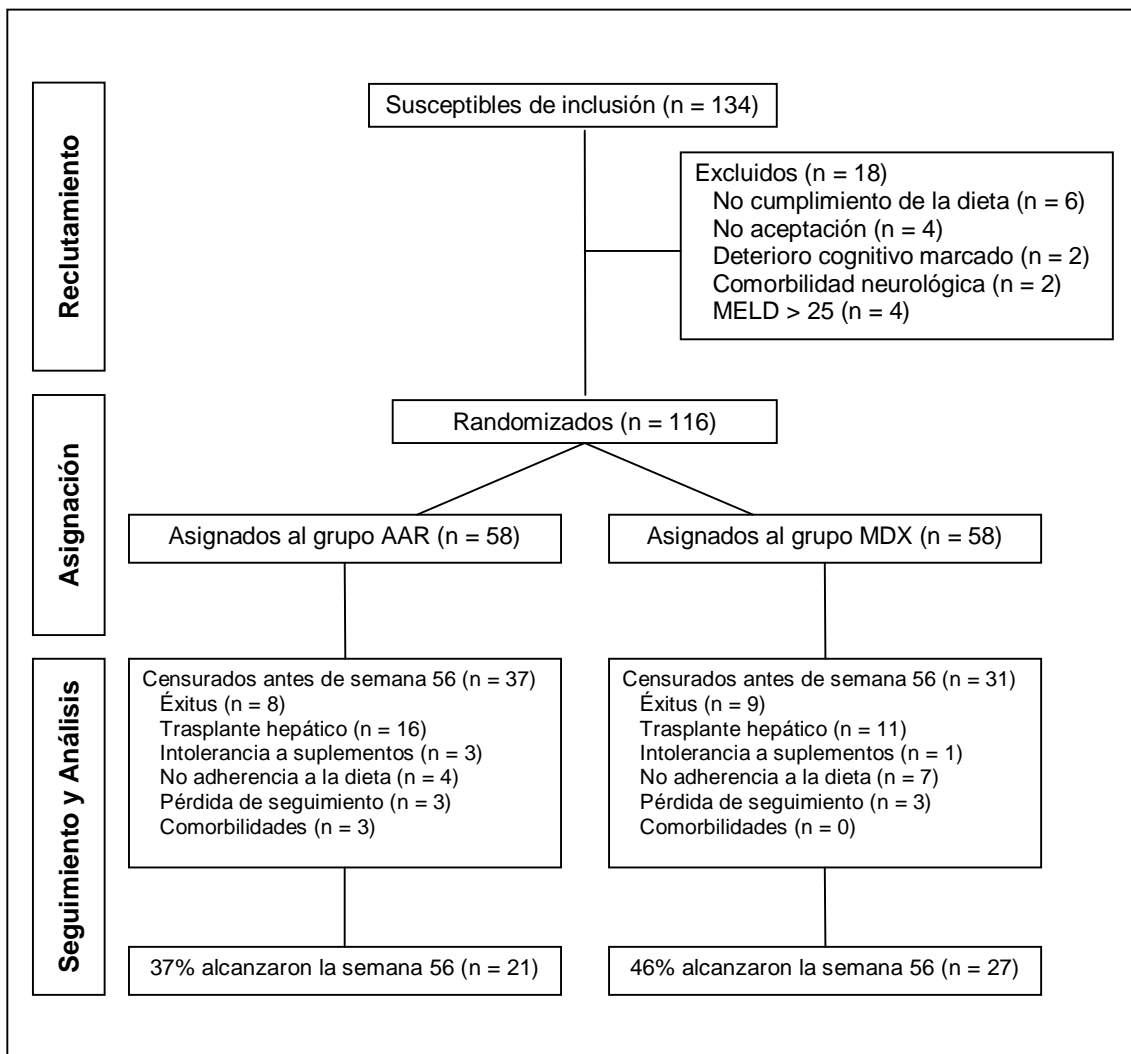 Reclutamiento
Susceptibles de inclusión (n = 134)
Excluidos (n = 18)
No cumplimiento de la dieta (n = 6)
No aceptación (n = 4)
Deterioro cognitivo marcado (n = 2)
Comorbilidad neurológica (n = 2)
MELD > 25 (n = 4)
Asignación
Randomizados (n = 116)
Asignados al grupo AAR (n = 58)
Asignados al grupo MDX (n = 58)
Seguimiento y Análisis
Censurados antes de semana 56 (n = 37)
Éxitus (n = 8)
Trasplante hepático (n = 16)
Intolerancia a suplementos (n = 3)
No adherencia a la dieta (n = 4)
Pérdida de seguimiento (n = 3)
Comorbilidades (n = 3)
Censurados antes de semana 56 (n = 31)
Éxitus (n = 9)
Trasplante hepático (n = 11)
Intolerancia a suplementos (n = 1)
No adherencia a la dieta (n = 7)
Pérdida de seguimiento (n = 3)
Comorbilidades (n = 0)
37% alcanzaron la semana 56 (n = 21)
46% alcanzaron la semana 56 (n = 27)